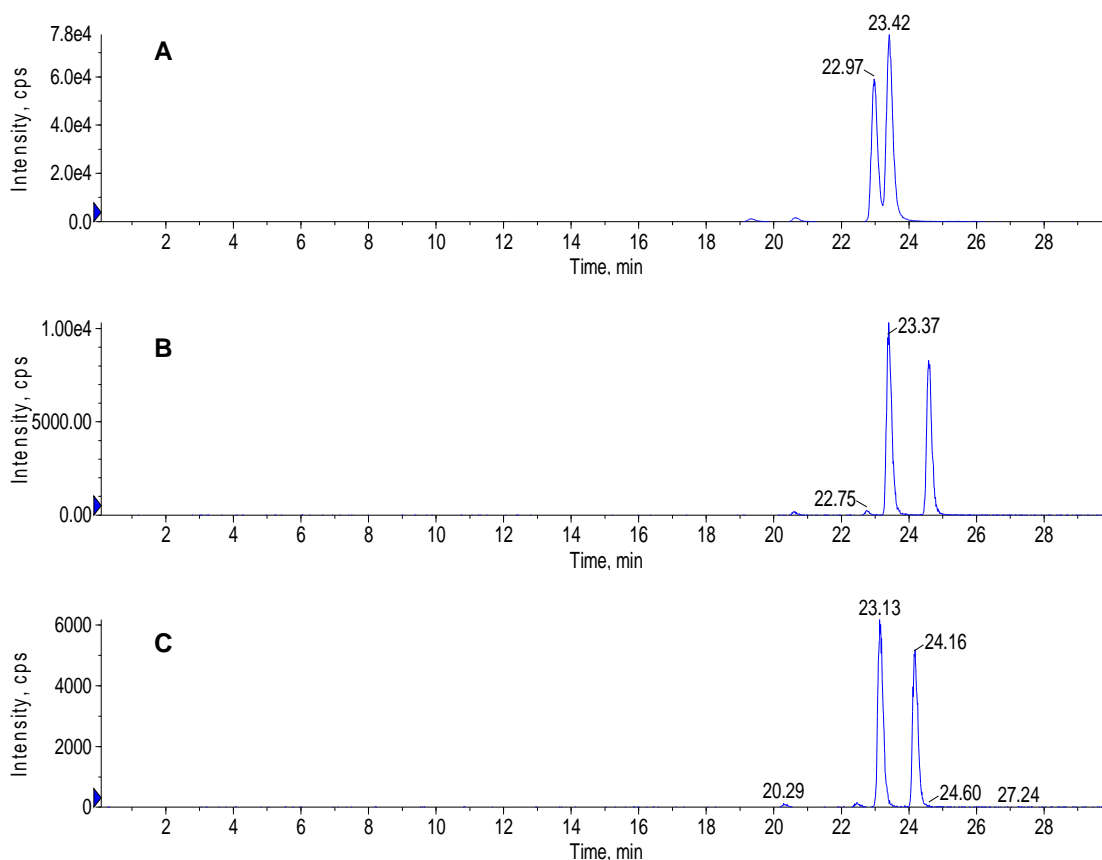 A
Intensity, cps
7.8e4
6.0e4
4.0e4
2.0e4
0.0
22.97
23.42
2 4 6 8 10 12 14 16 18 20 22 24 26 28
Time, min
B
Intensity, cps
1.00e4
5000.00
0.00
22.75
23.37
2 4 6 8 10 12 14 16 18 20 22 24 26 28
Time, min
C
Intensity, cps
6000
4000
2000
0
20.29
23.13
24.16
24.60
27.24
2 4 6 8 10 12 14 16 18 20 22 24 26 28
Time, min